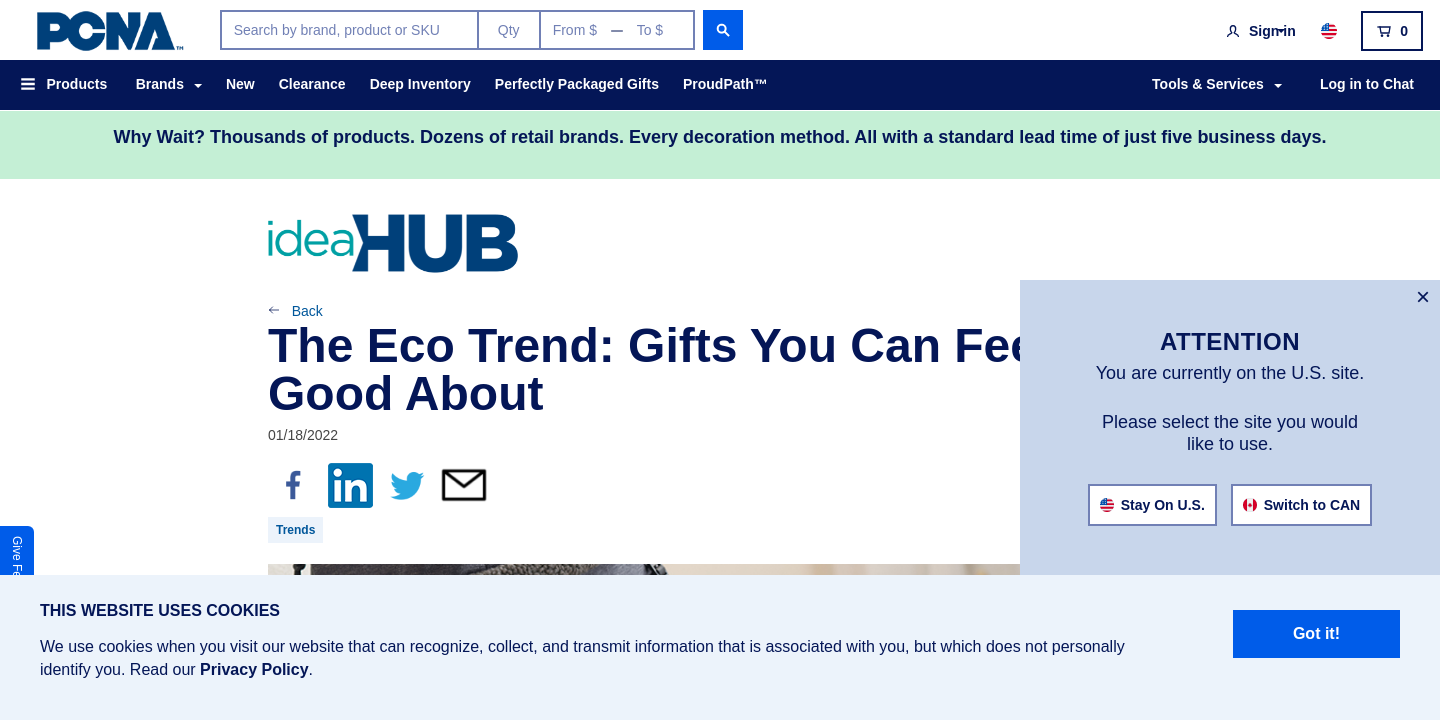 PCNA™
Search by brand, product or SKU
Qty
From $ — To $
Sign in
0
Products
Brands
New
Clearance
Deep Inventory
Perfectly Packaged Gifts
ProudPath™
Tools & Services
Log in to Chat
Why Wait? Thousands of products. Dozens of retail brands. Every decoration method. All with a standard lead time of just five business days.
ideaHUB
Back
The Eco Trend: Gifts You Can Fee
Good About
01/18/2022
f
in
Trends
×
ATTENTION
You are currently on the U.S. site.
Please select the site you would
like to use.
Stay On U.S.
Switch to CAN
Give Fe
THIS WEBSITE USES COOKIES
We use cookies when you visit our website that can recognize, collect, and transmit information that is associated with you, but which does not personally
identify you. Read our Privacy Policy.
Got it!